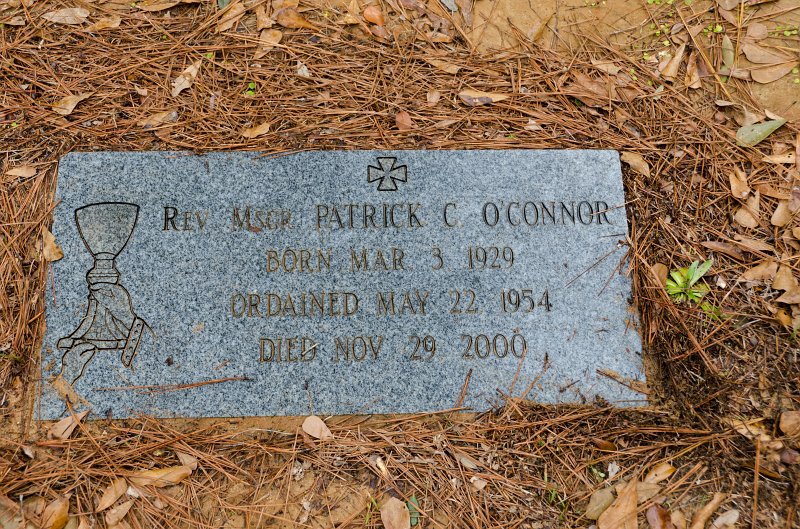 REV. MSGR. PATRICK C. O'CONNOR
BORN MAR. 3 1929
ORDAINED MAY 22, 1954
DIED NOV. 29 2000